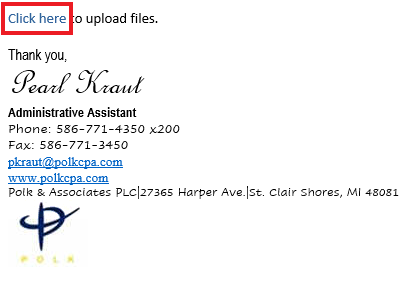 Click here to upload files.
Thank you,
Pearl Kraut
Administrative Assistant
Phone: 586-771-4350 x200
Fax: 586-771-3450
pkraut@polkcpa.com
www.polkcpa.com
Polk & Associates PLC|27365 Harper Ave.|St. Clair Shores, MI 48081
POLK